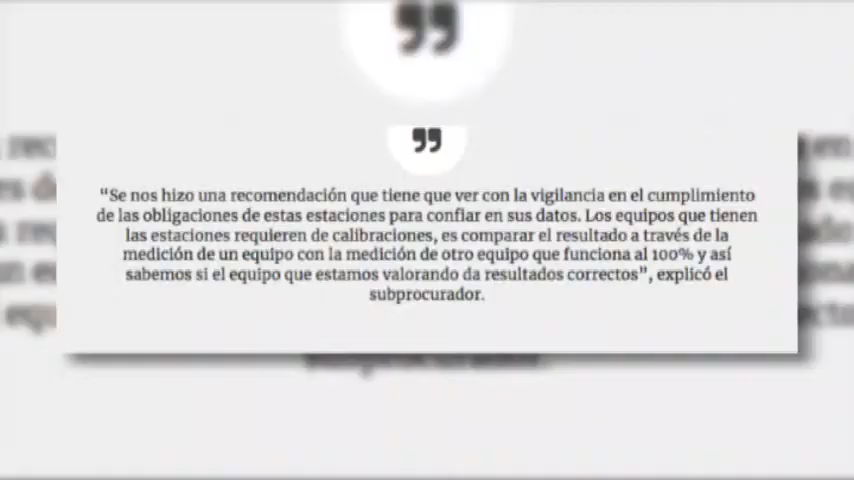 ”
”
“Se nos hizo una recomendación que tiene que ver con la vigilancia en el cumplimiento
de las obligaciones de estas estaciones para confiar en sus datos. Los equipos que tienen
las estaciones requieren de calibraciones, es comparar el resultado a través de la
medición de un equipo con la medición de otro equipo que funciona al 100% y así
sabemos si el equipo que estamos valorando da resultados correctos”, explicó el
subprocurador.